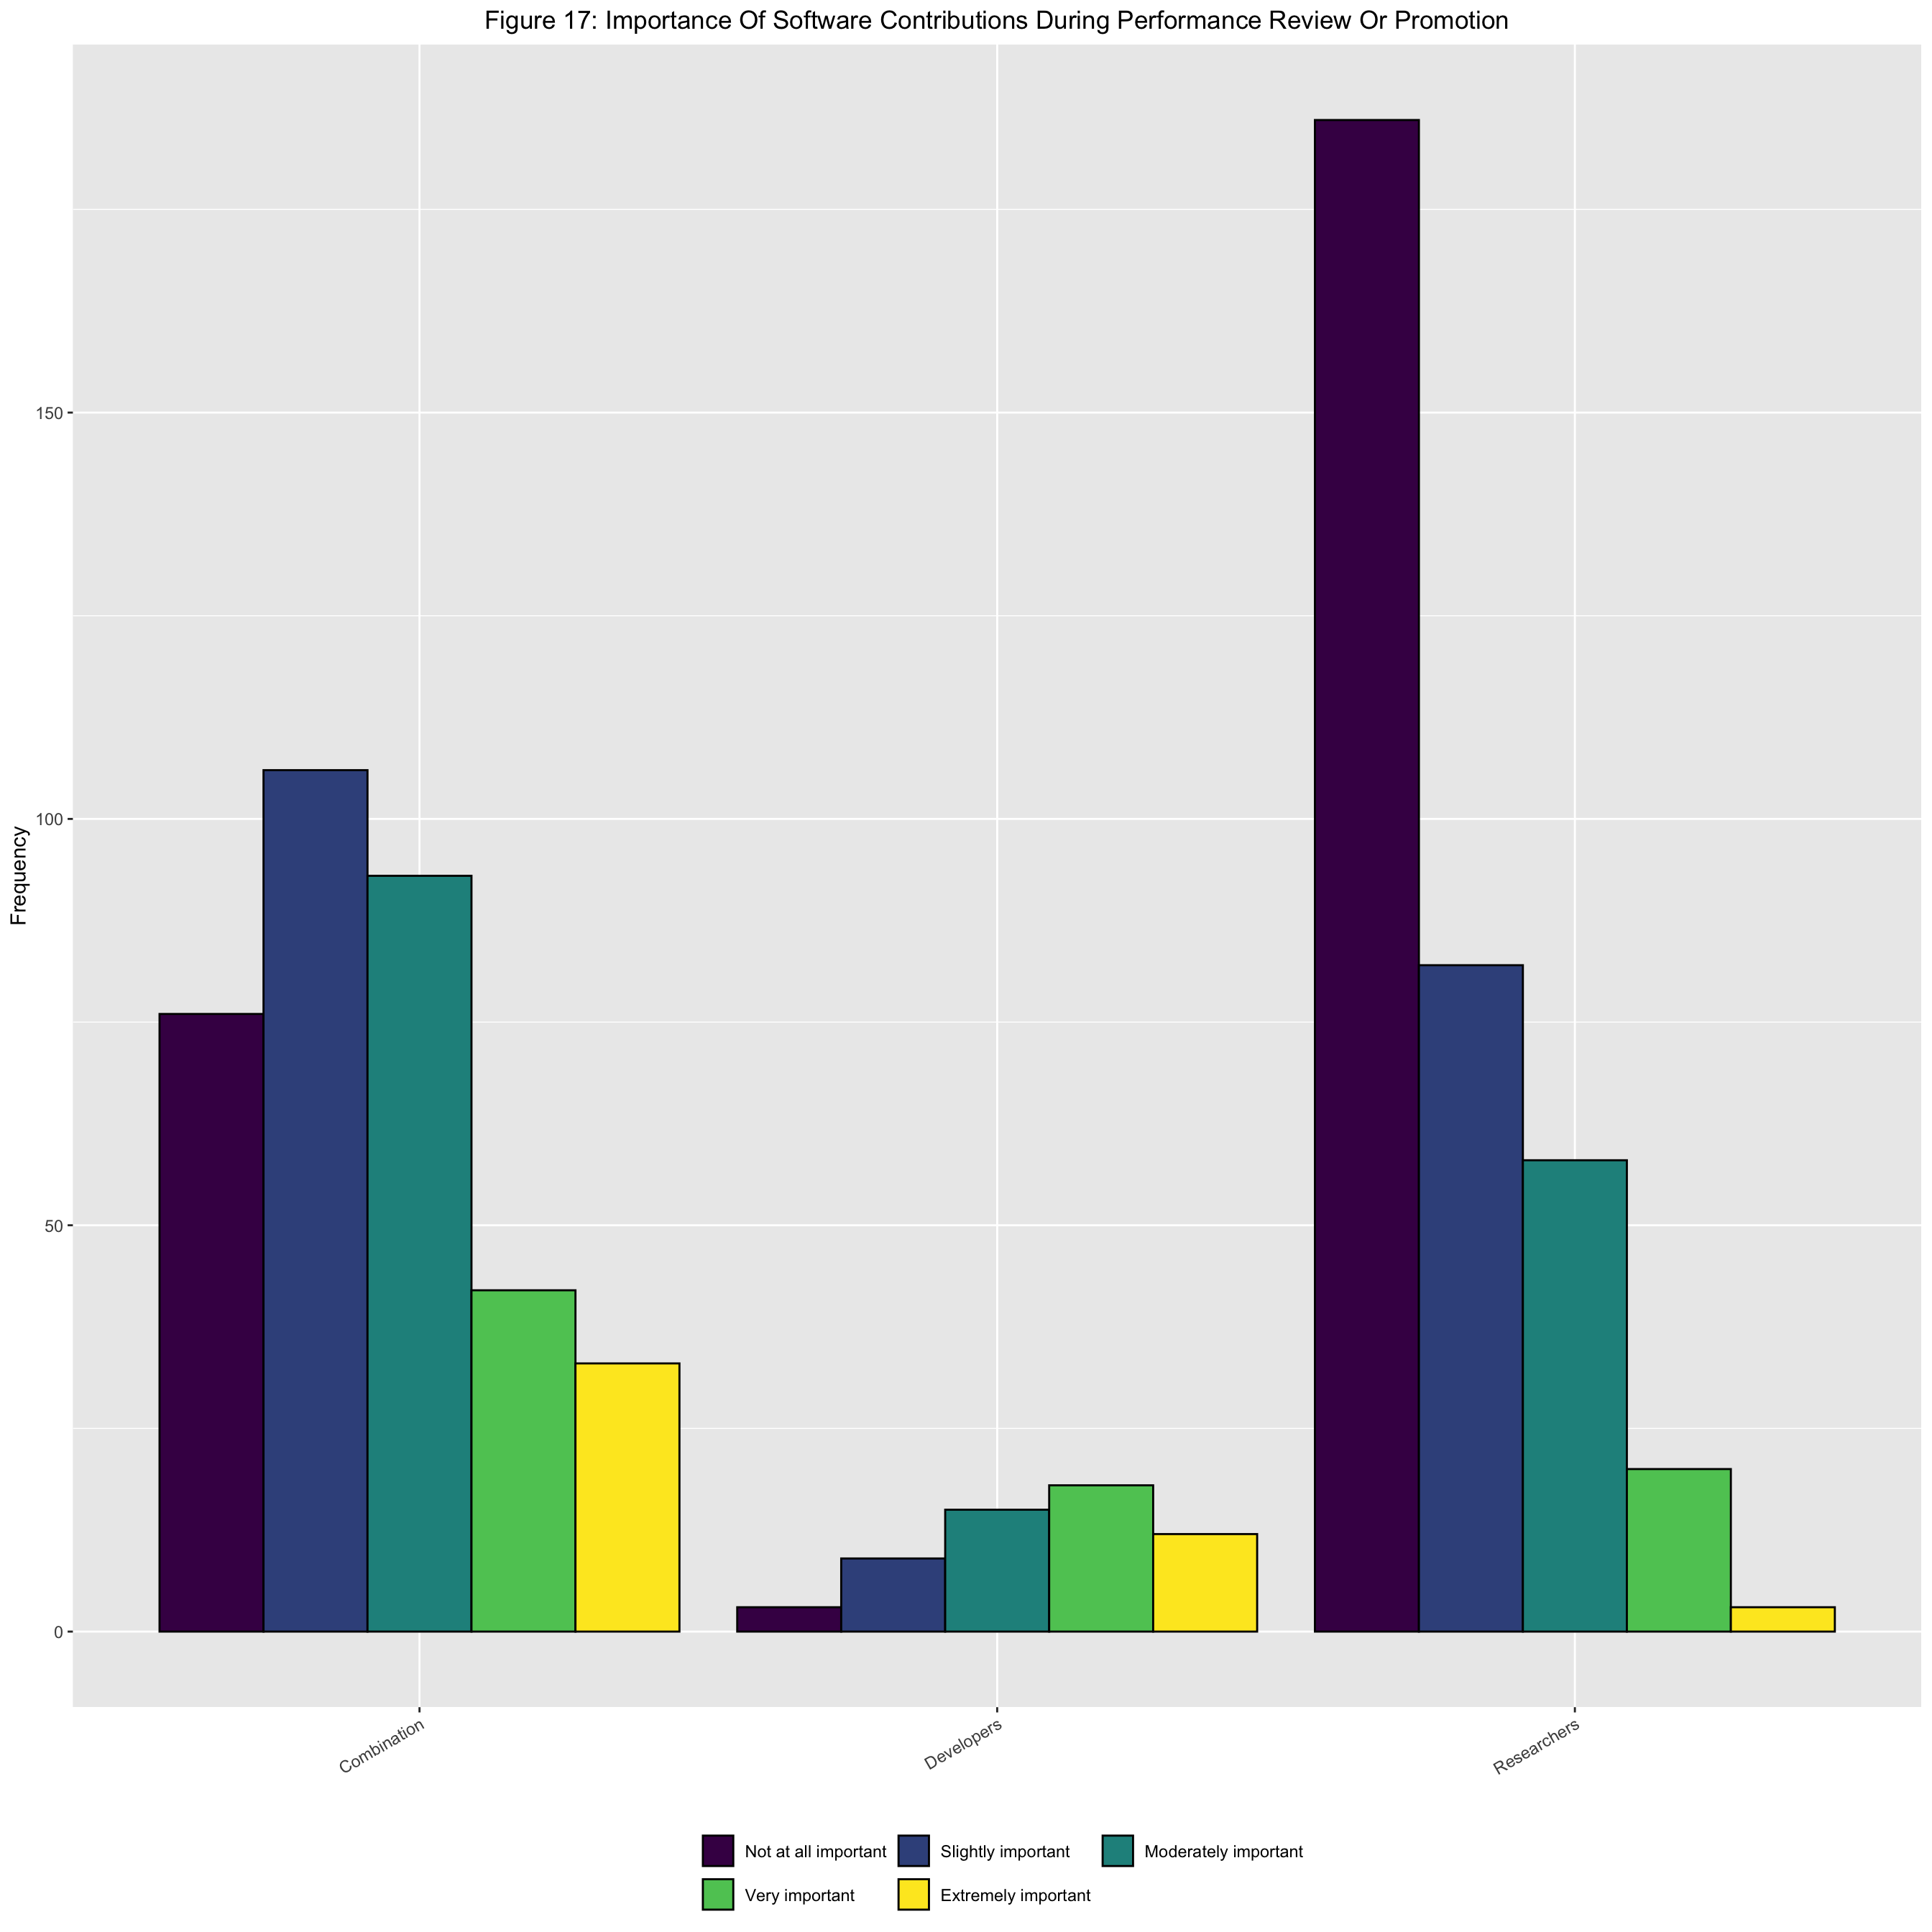 Figure 17: Importance Of Software Contributions During Performance Review Or Promotion
Frequency
150
100
50
0
Combination
Developers
Researchers
Not at all important
Slightly important
Moderately important
Very important
Extremely important